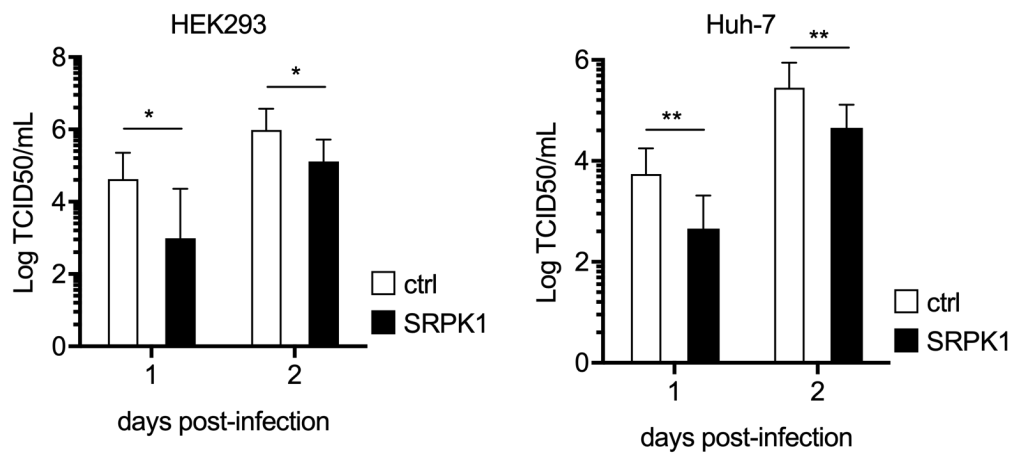 HEK293
Log TCID50/mL
8
6
4
2
0
*
*
1
2
days post-infection
ctrl
SRPK1
Huh-7
Log TCID50/mL
6
4
2
0
**
**
1
2
days post-infection
ctrl
SRPK1